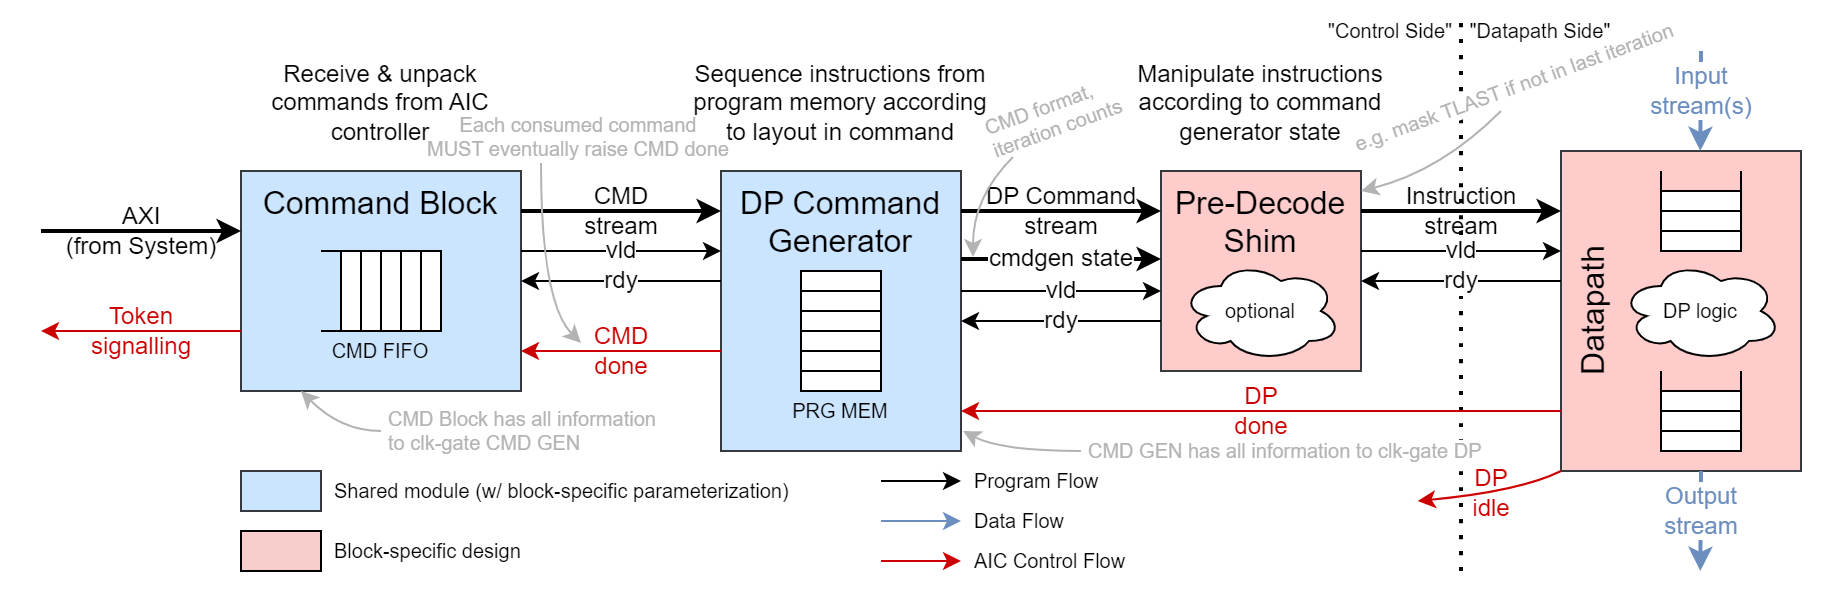 "Control Side"
"Datapath Side"
Receive & unpack
commands from AIC
controller
Sequence instructions from
program memory according
to layout in command
Manipulate instructions
according to command
generator state
Input
stream(s)
Each consumed command
MUST eventually raise CMD done
CMD format,
iteration counts
e.g. mask TLAST if not in last iteration
AXI
(from System)
Command Block
CMD FIFO
Token
signalling
CMD
stream
vld
rdy
CMD
done
DP Command
Generator
PRG MEM
DP Command
stream
cmdgen state
vld
rdy
Pre-Decode
Shim
optional
Instruction
stream
vld
rdy
Datapath
DP logic
DP
done
CMD Block has all information
to clk-gate CMD GEN
CMD GEN has all information to clk-gate DP
DP
idle
Output
stream
Shared module (w/ block-specific parameterization)
Block-specific design
Program Flow
Data Flow
AIC Control Flow